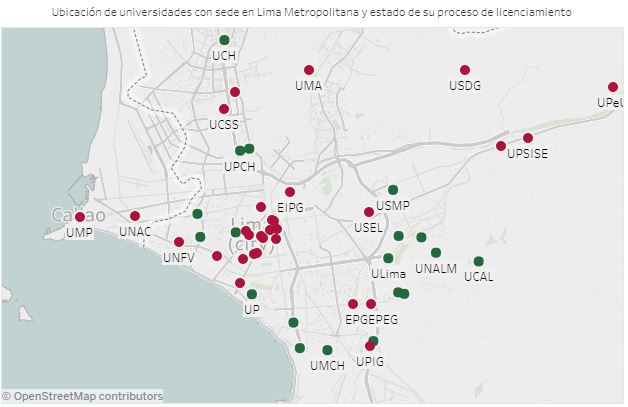 Ubicación de universidades con sede en Lima Metropolitana y estado de su proceso de licenciamiento
UCH
UMA
USDG
UPeU
UCSS
UPCH
UPSISE
EIPG
USMP
Callao
UMP
UNAC
Lima
(city)
USEL
UNFV
ULima
UNALM
UCAL
UP
EPGEPEG
UMCH
UPIG
© OpenStreetMap contributors